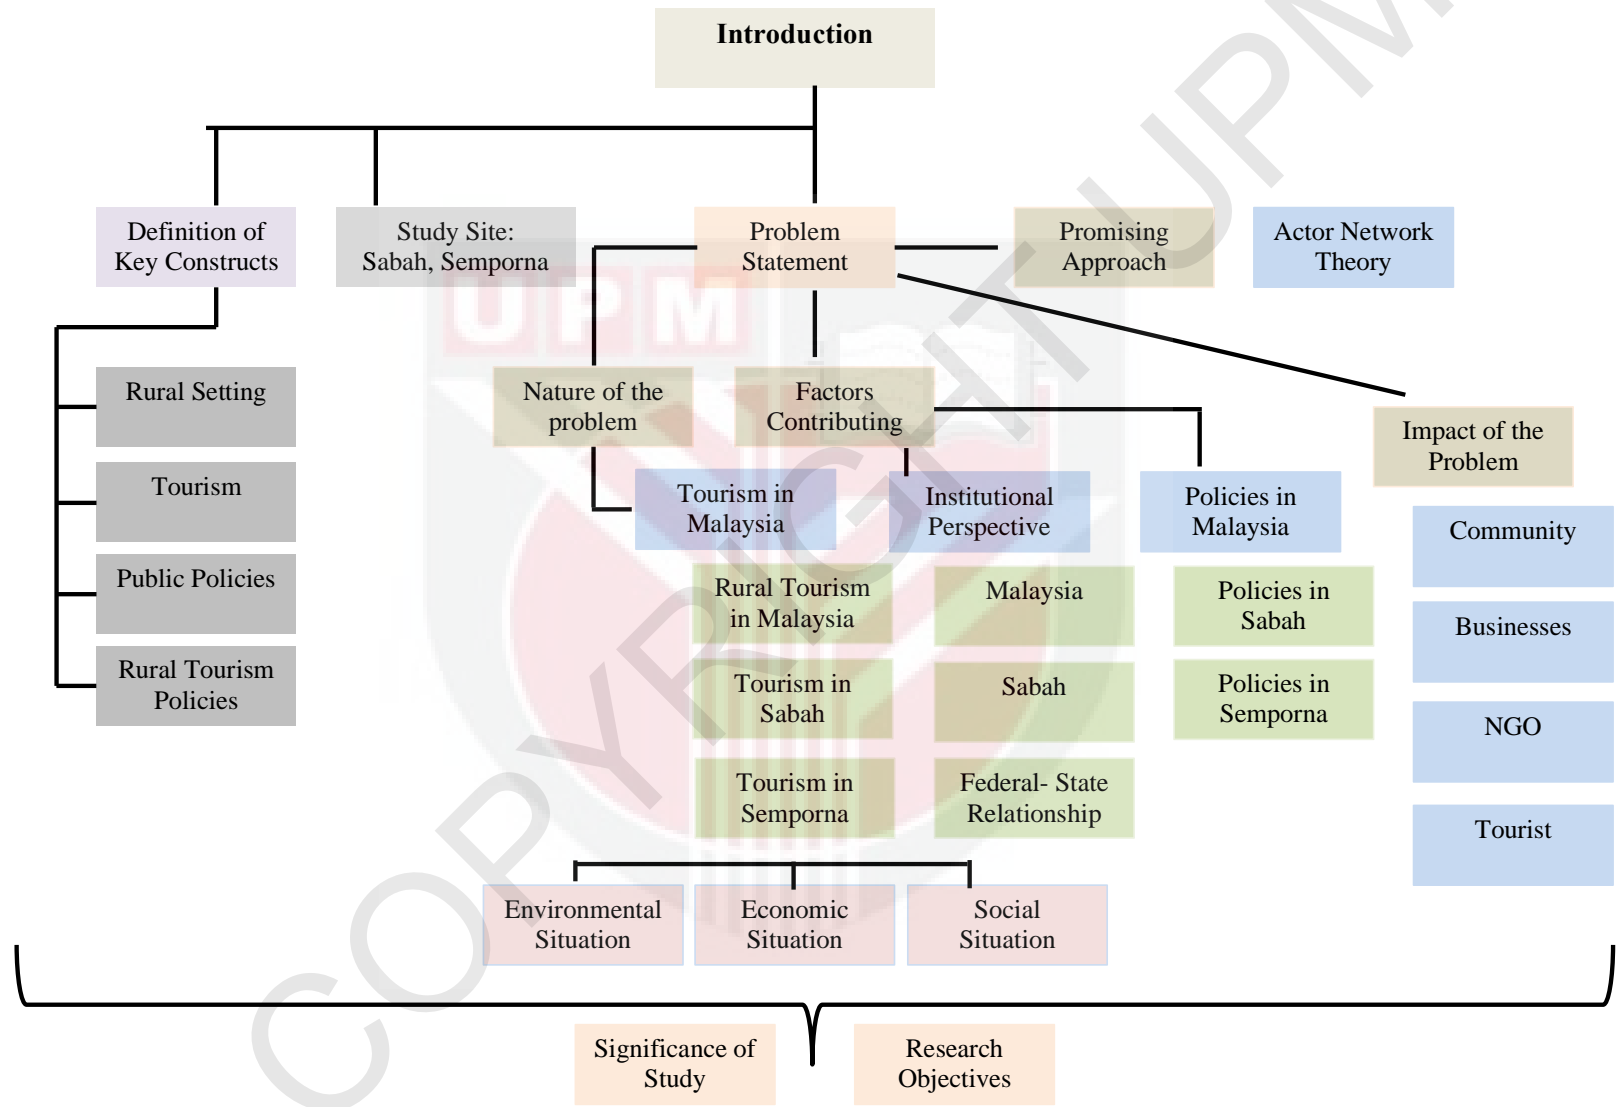 Introduction
Definition of
Key Constructs
Study Site:
Sabah, Semporna
Problem
Statement
Promising
Approach
Actor Network
Theory
Rural Setting
Tourism
Public Policies
Rural Tourism
Policies
Nature of the
problem
Factors
Contributing
Impact of the
Problem
Tourism in
Malaysia
Institutional
Perspective
Policies in
Malaysia
Community
Rural Tourism
in Malaysia
Malaysia
Policies in
Sabah
Businesses
Tourism in
Sabah
Sabah
Policies in
Semporna
NGO
Tourism in
Semporna
Federal- State
Relationship
Tourist
Environmental
Situation
Economic
Situation
Social
Situation
Significance of
Study
Research
Objectives
UPM
COPYRIGHT UPM